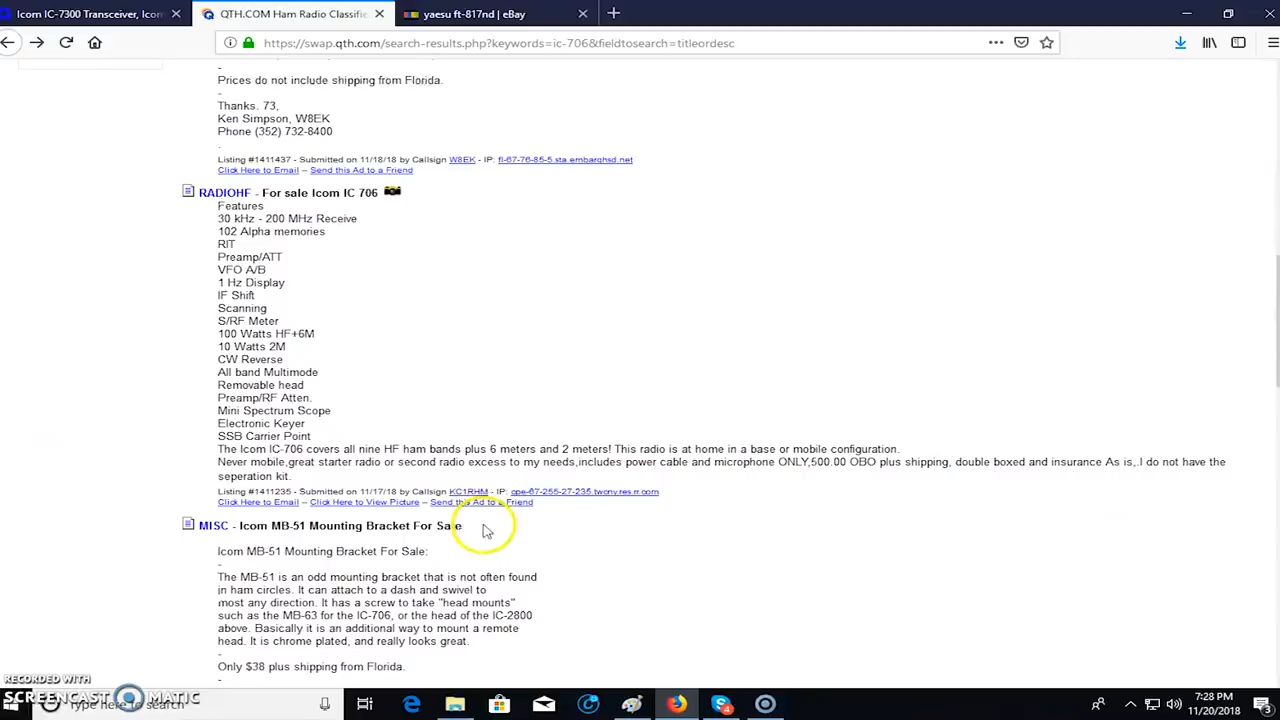 Icom IC-7300 Transceiver, Icom
QTH.COM Ham Radio Classifie
yaesu ft-817nd | eBay
https://swap.qth.com/search-results.php?keywords=ic-706&fieldtosearch=titleordesc
-
Prices do not include shipping from Florida.
-
Thanks. 73,
Ken Simpson, W8EK
Phone (352) 732-8400
.
Listing #1411437 - Submitted on 11/18/18 by Callsign W8EK - IP: fl-67-76-85-5.sta.embarqhsd.net
Click Here to Email - Send this Ad to a Friend
RADIOHF - For sale Icom IC 706
Features
30 kHz - 200 MHz Receive
102 Alpha memories
RIT
Preamp/ATT
VFO A/B
1 Hz Display
IF Shift
Scanning
S/RF Meter
100 Watts HF+6M
10 Watts 2M
CW Reverse
All band Multimode
Removable head
Preamp/RF Atten.
Mini Spectrum Scope
Electronic Keyer
SSB Carrier Point
The Icom IC-706 covers all nine HF ham bands plus 6 meters and 2 meters! This radio is at home in a base or mobile configuration.
Never mobile,great starter radio or second radio excess to my needs,includes power cable and microphone ONLY,500.00 OBO plus shipping, double boxed and insurance As is,.I do not have the
seperation kit.
Listing #1411235 - Submitted on 11/17/18 by Callsign KC1RHM - IP: cpe-67-255-27-235.twcny.res.rr.com
Click Here to Email -- Click Here to View Picture -- Send this Ad to a Friend
MISC - Icom MB-51 Mounting Bracket For Sale
Icom MB-51 Mounting Bracket For Sale:
-
The MB-51 is an odd mounting bracket that is not often found
in ham circles. It can attach to a dash and swivel to
most any direction. It has a screw to take "head mounts"
such as the MB-63 for the IC-706, or the head of the IC-2800
above. Basically it is an additional way to mount a remote
head. It is chrome plated, and really looks great.
-
Only $38 plus shipping from Florida.
-
RECORDED WITH
SCREENCAST MATIC
Type here to search
7:28 PM
11/20/2018